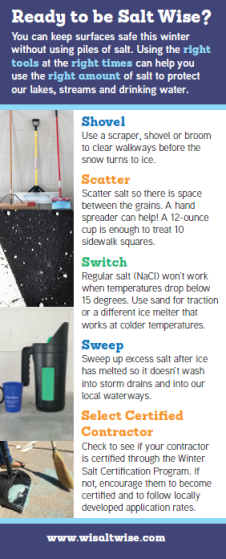 Ready to be Salt Wise?
You can keep surfaces safe this winter
without using piles of salt. Using the right
tools at the right times can help you
use the right amount of salt to protect
our lakes, streams and drinking water.
Shovel
Use a scraper, shovel or broom
to clear walkways before the
snow turns to ice.
Scatter
Scatter salt so there is space
between the grains. A hand
spreader can help! A 12-ounce
cup is enough to treat 10
sidewalk squares.
Switch
Regular salt (NaCl) won't work
when temperatures drop below
15 degrees. Use sand for traction
or a different ice melter that
works at colder temperatures.
Sweep
Sweep up excess salt after ice
has melted so it doesn't wash
into storm drains and into our
local waterways.
Select Certified
Contractor
Check to see if your contractor
is certified through the Winter
Salt Certification Program. If
not, encourage them to become
certified and to follow locally
developed application rates.
www.wisaltwise.com